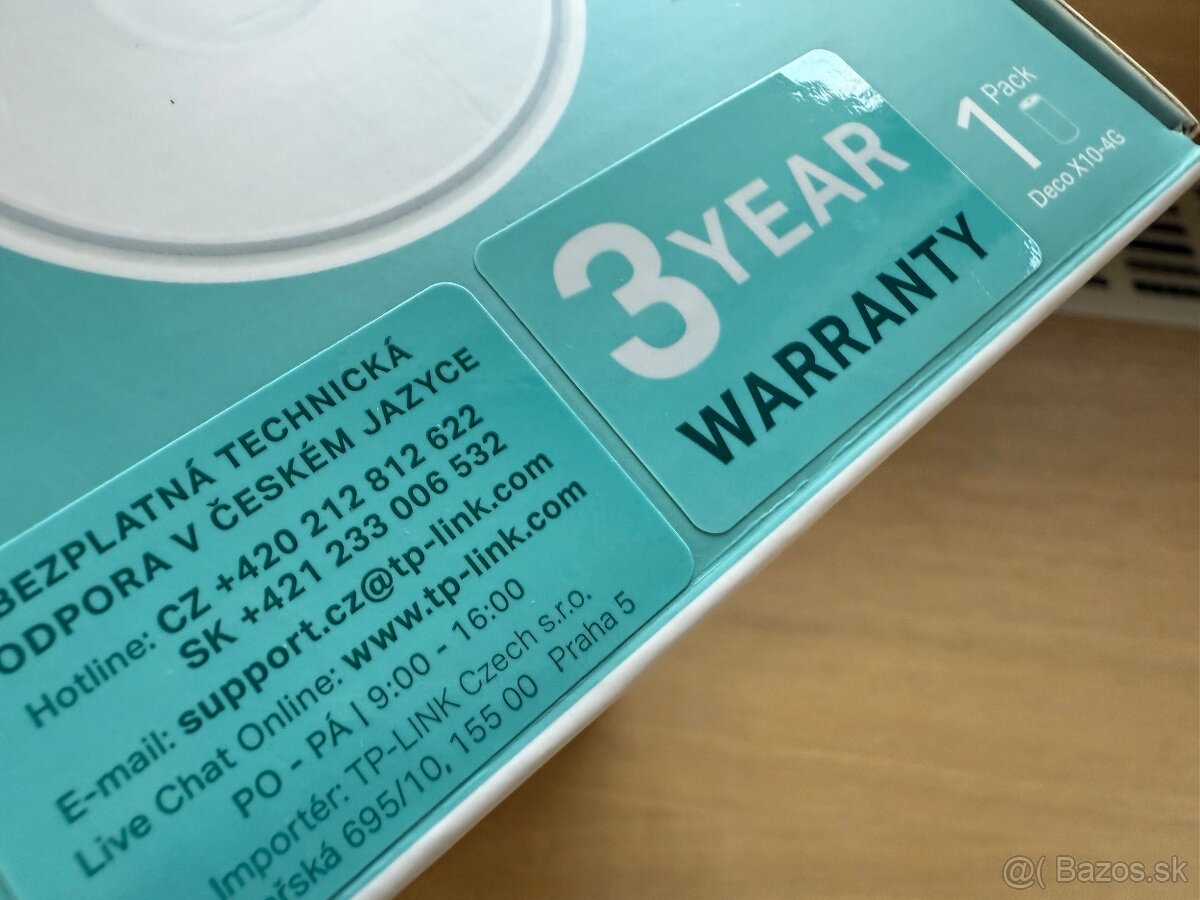 1 Pack
Deco X10-4G
3 YEAR
WARRANTY
BEZPLATNÁ TECHNICKÁ
ODPORA V ČESKÉM JAZYCE
Hotline: CZ +420 212 812 622
SK +421 233 006 532
E-mail: support.cz@tp-link.com
Live Chat Online: www.tp-link.com
PO - PÁ | 9:00 - 16:00
Importér: TP-LINK Czech s.r.o.
695/10, 155 00 Praha 5
@( Bazos.sk